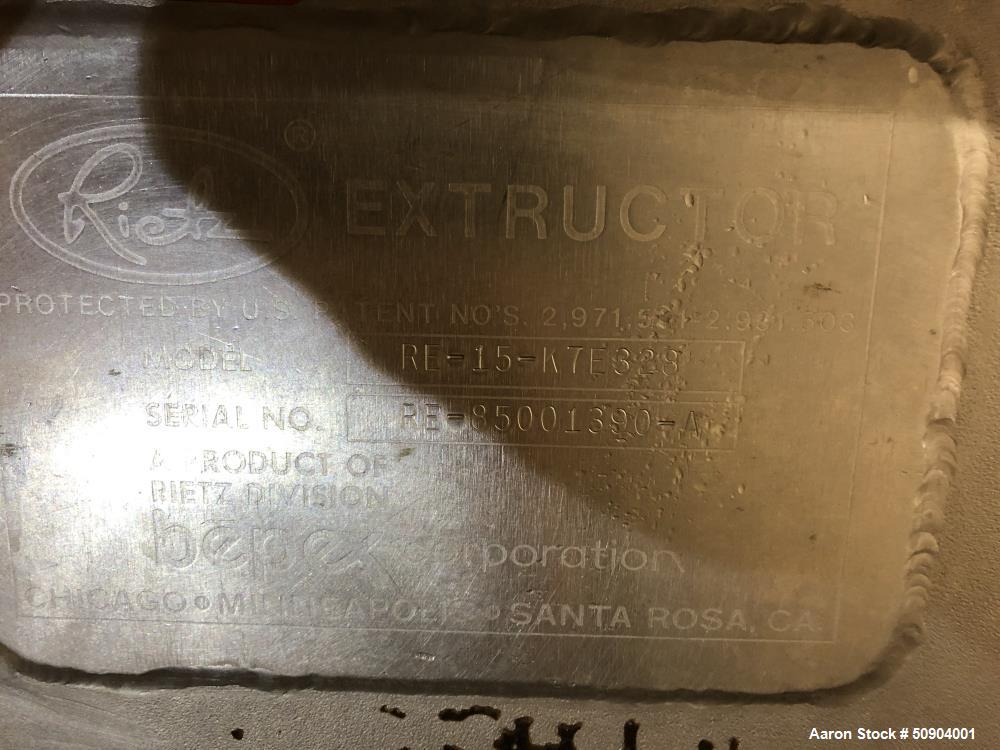 Rietz ® EXTRUCTOR
PROTECTED BY U.S. PATENT NO'S.
MODEL RE-15-K7E328
SERIAL NO. RE-85001390-A
A PRODUCT OF
RIETZ DIVISION
bepex corporation
CHICAGO • MINNEAPOLIS • SANTA ROSA, CA.
Aaron Stock # 50904001